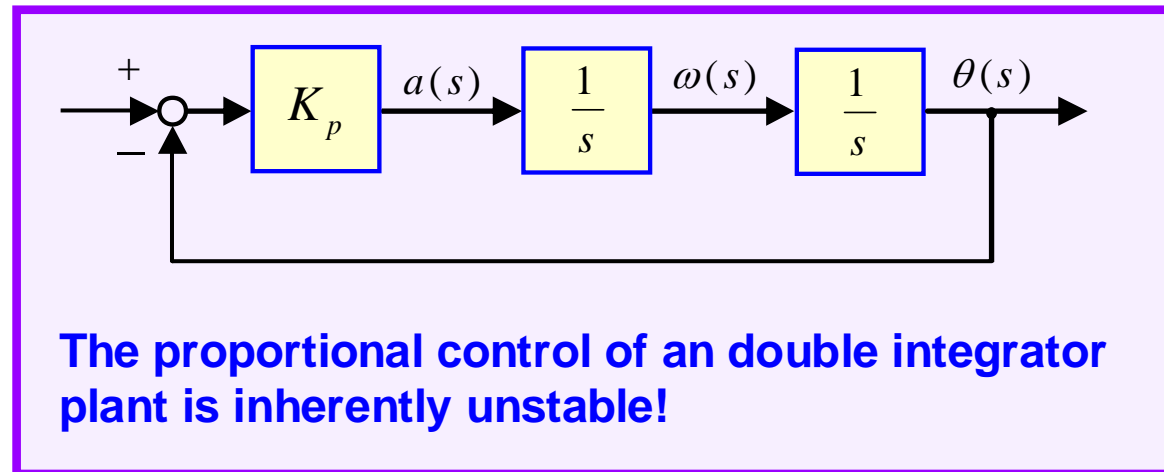 +
−
K_p
a(s)
1
s
ω(s)
1
s
θ(s)
The proportional control of an double integrator
plant is inherently unstable!